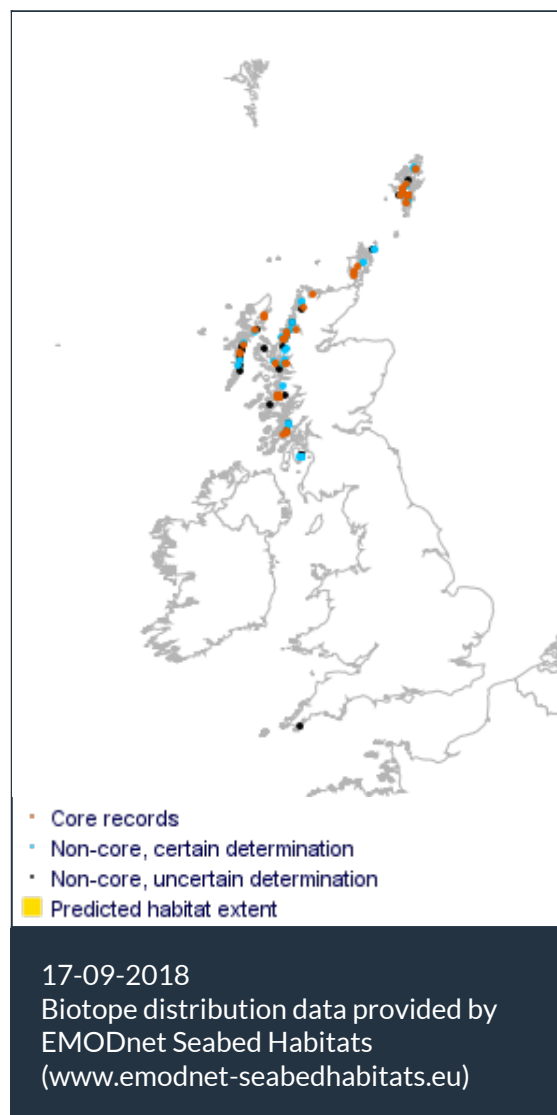 Core records
Non-core, certain determination
Non-core, uncertain determination
Predicted habitat extent
17-09-2018
Biotope distribution data provided by
EMODnet Seabed Habitats
(www.emodnet-seabedhabitats.eu)